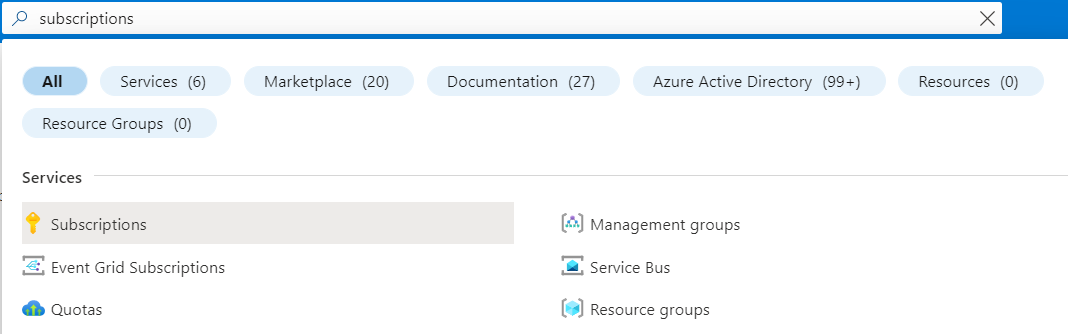 subscriptions
All Services (6) Marketplace (20) Documentation (27) Azure Active Directory (99+) Resources (0)
Resource Groups (0)
Services
Subscriptions Management groups
Event Grid Subscriptions Service Bus
Quotas Resource groups